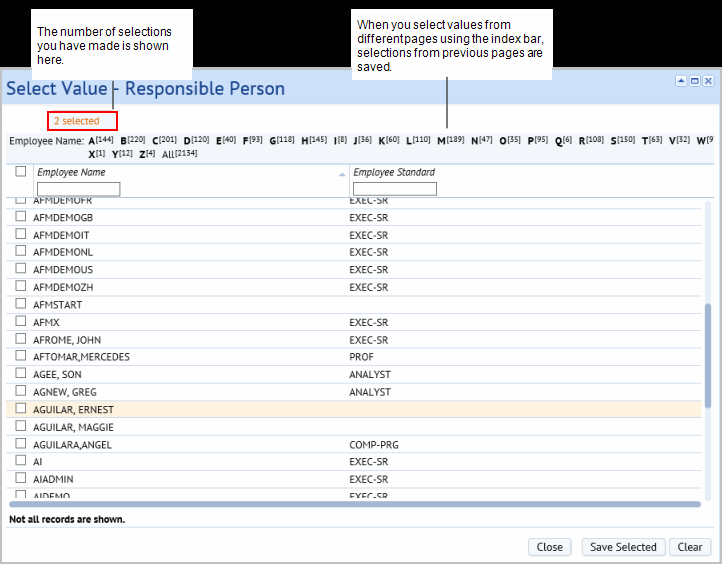 The number of selections
you have made is shown
here.
When you select values from
different pages using the index bar,
selections from previous pages are
saved.
Select Value - Responsible Person
2 selected
Employee Name: A[144] B[220] C[201] D[120] E[40] F[93] G[118] H[145] I[8] J[36] K[60] L[110] M[189] N[47] O[35] P[95] Q[6] R[108] S[150] T[63] V[32] W[9
X[1] Y[12] Z[4] All[2134]
Employee Name Employee Standard
AFMDEMOFR EXEC-SR
AFMDEMOGB EXEC-SR
AFMDEMOIT EXEC-SR
AFMDEMONL EXEC-SR
AFMDEMOUS EXEC-SR
AFMDEMOZH EXEC-SR
AFMSTART
AFMX EXEC-SR
AFROME, JOHN EXEC-SR
AFTOMAR,MERCEDES PROF
AGEE, SON ANALYST
AGNEW, GREG ANALYST
AGUILAR, ERNEST
AGUILAR, MAGGIE
AGUILARA,ANGEL COMP-PRG
AI EXEC-SR
AIADMIN EXEC-SR
AIDEMO EXEC-SR
Not all records are shown.
Close Save Selected Clear